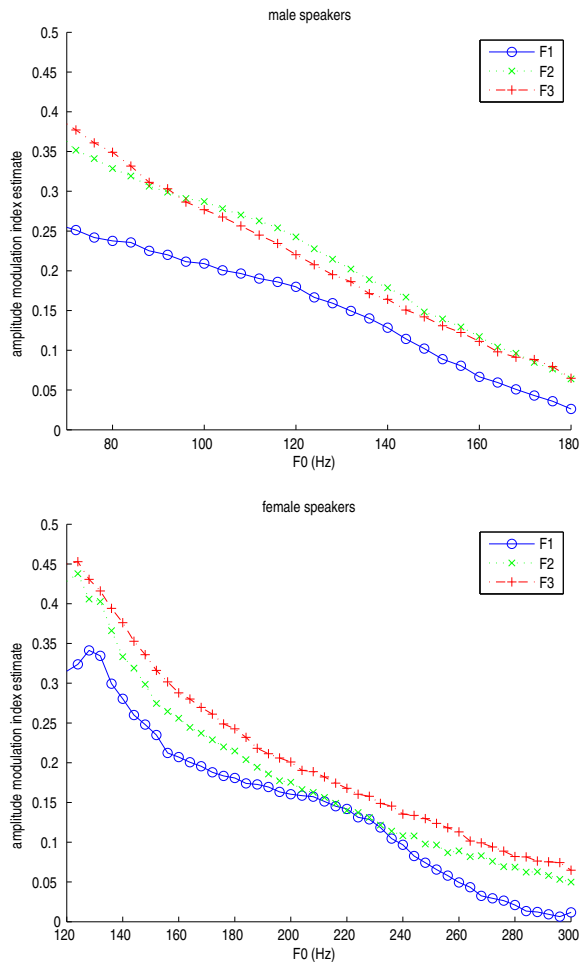 male speakers
0.5
0.45
0.4
0.35
0.3
0.25
0.2
0.15
0.1
0.05
0
amplitude modulation index estimate
80 100 120 140 160 180
F0 (Hz)
F1
F2
F3
female speakers
0.5
0.45
0.4
0.35
0.3
0.25
0.2
0.15
0.1
0.05
0
amplitude modulation index estimate
120 140 160 180 200 220 240 260 280 300
F0 (Hz)
F1
F2
F3